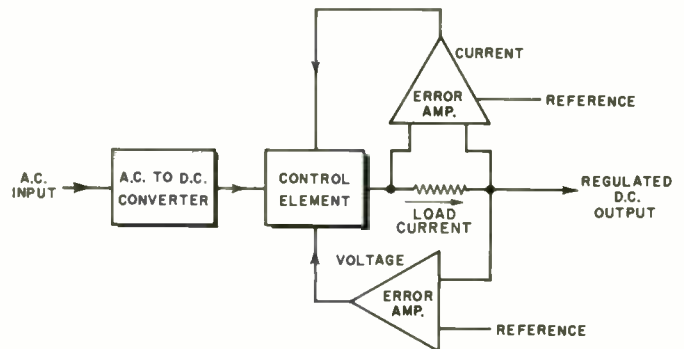 CURRENT
ERROR
AMP.
REFERENCE
A.C.
INPUT
A.C. TO D.C.
CONVERTER
CONTROL
ELEMENT
LOAD
CURRENT
REGULATED
D.C.
OUTPUT
VOLTAGE
ERROR
AMP.
REFERENCE